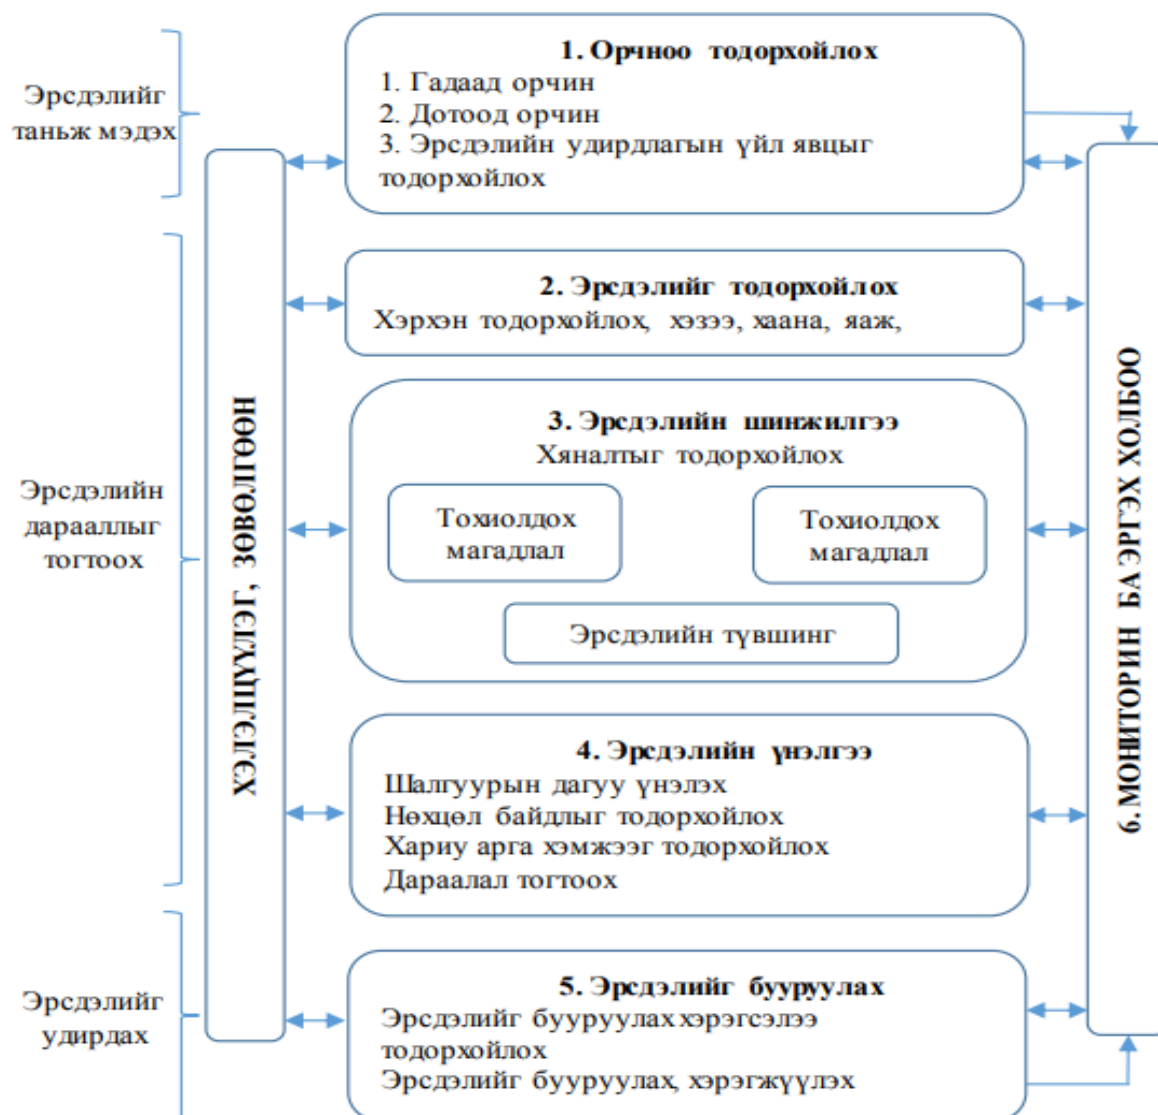 Эрсдэлийг
таньж мэдэх
1. Орчноо тодорхойлох
1. Гадаад орчин
2. Дотоод орчин
3. Эрсдэлийн удирдлагын үйл явцыг
тодорхойлох
ХЭЛЭЛЦҮҮЛЭГ, ЗӨВӨЛГӨӨН
6. МОНИТОРИНГ БА ЭРГЭХ ХОЛБОО
Эрсдэлийн
дарааллыг
тогтоох
2. Эрсдэлийг тодорхойлох
Хэрхэн тодорхойлох, хэзээ, хаана, яаж,
3. Эрсдэлийн шинжилгээ
Хяналтыг тодорхойлох
Тохиолдох
магадлал
Тохиолдох
магадлал
Эрсдэлийн түвшинг
4. Эрсдэлийн үнэлгээ
Шалгуурын дагуу үнэлэх
Нөхцөл байдлыг тодорхойлох
Хариу арга хэмжээг тодорхойлох
Дараалал тогтоох
Эрсдэлийг
удирдах
5. Эрсдэлийг бууруулах
Эрсдэлийг бууруулах хэрэгсэлээ
тодорхойлох
Эрсдэлийг бууруулах, хэрэгжүүлэх